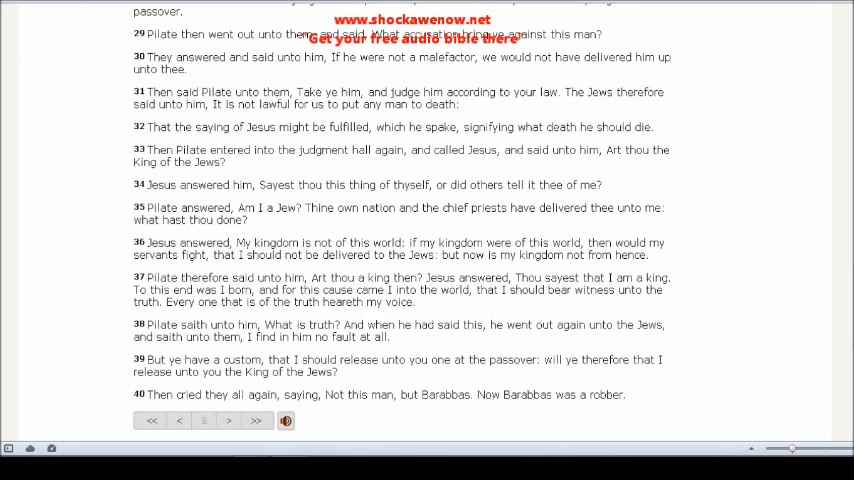 passover.
www.shockawenow.net
29 Pilate then went out unto them, and said, What accusation bring ye against this man?
"Get your free audio bible there"
30 They answered and said unto him, If he were not a malefactor, we would not have delivered him up
unto thee.
31 Then said Pilate unto them, Take ye him, and judge him according to your law. The Jews therefore
said unto him, It is not lawful for us to put any man to death:
32 That the saying of Jesus might be fulfilled, which he spake, signifying what death he should die.
33 Then Pilate entered into the judgment hall again, and called Jesus, and said unto him, Art thou the
King of the Jews?
34 Jesus answered him, Sayest thou this thing of thyself, or did others tell it thee of me?
35 Pilate answered, Am I a Jew? Thine own nation and the chief priests have delivered thee unto me:
what hast thou done?
36 Jesus answered, My kingdom is not of this world: if my kingdom were of this world, then would my
servants fight, that I should not be delivered to the Jews: but now is my kingdom not from hence.
37 Pilate therefore said unto him, Art thou a king then? Jesus answered, Thou sayest that I am a king.
To this end was I born, and for this cause came I into the world, that I should bear witness unto the
truth. Every one that is of the truth heareth my voice.
38 Pilate saith unto him, What is truth? And when he had said this, he went out again unto the Jews,
and saith unto them, I find in him no fault at all.
39 But ye have a custom, that I should release unto you one at the passover: will ye therefore that I
release unto you the King of the Jews?
40 Then cried they all again, saying, Not this man, but Barabbas. Now Barabbas was a robber.
<< < > >>